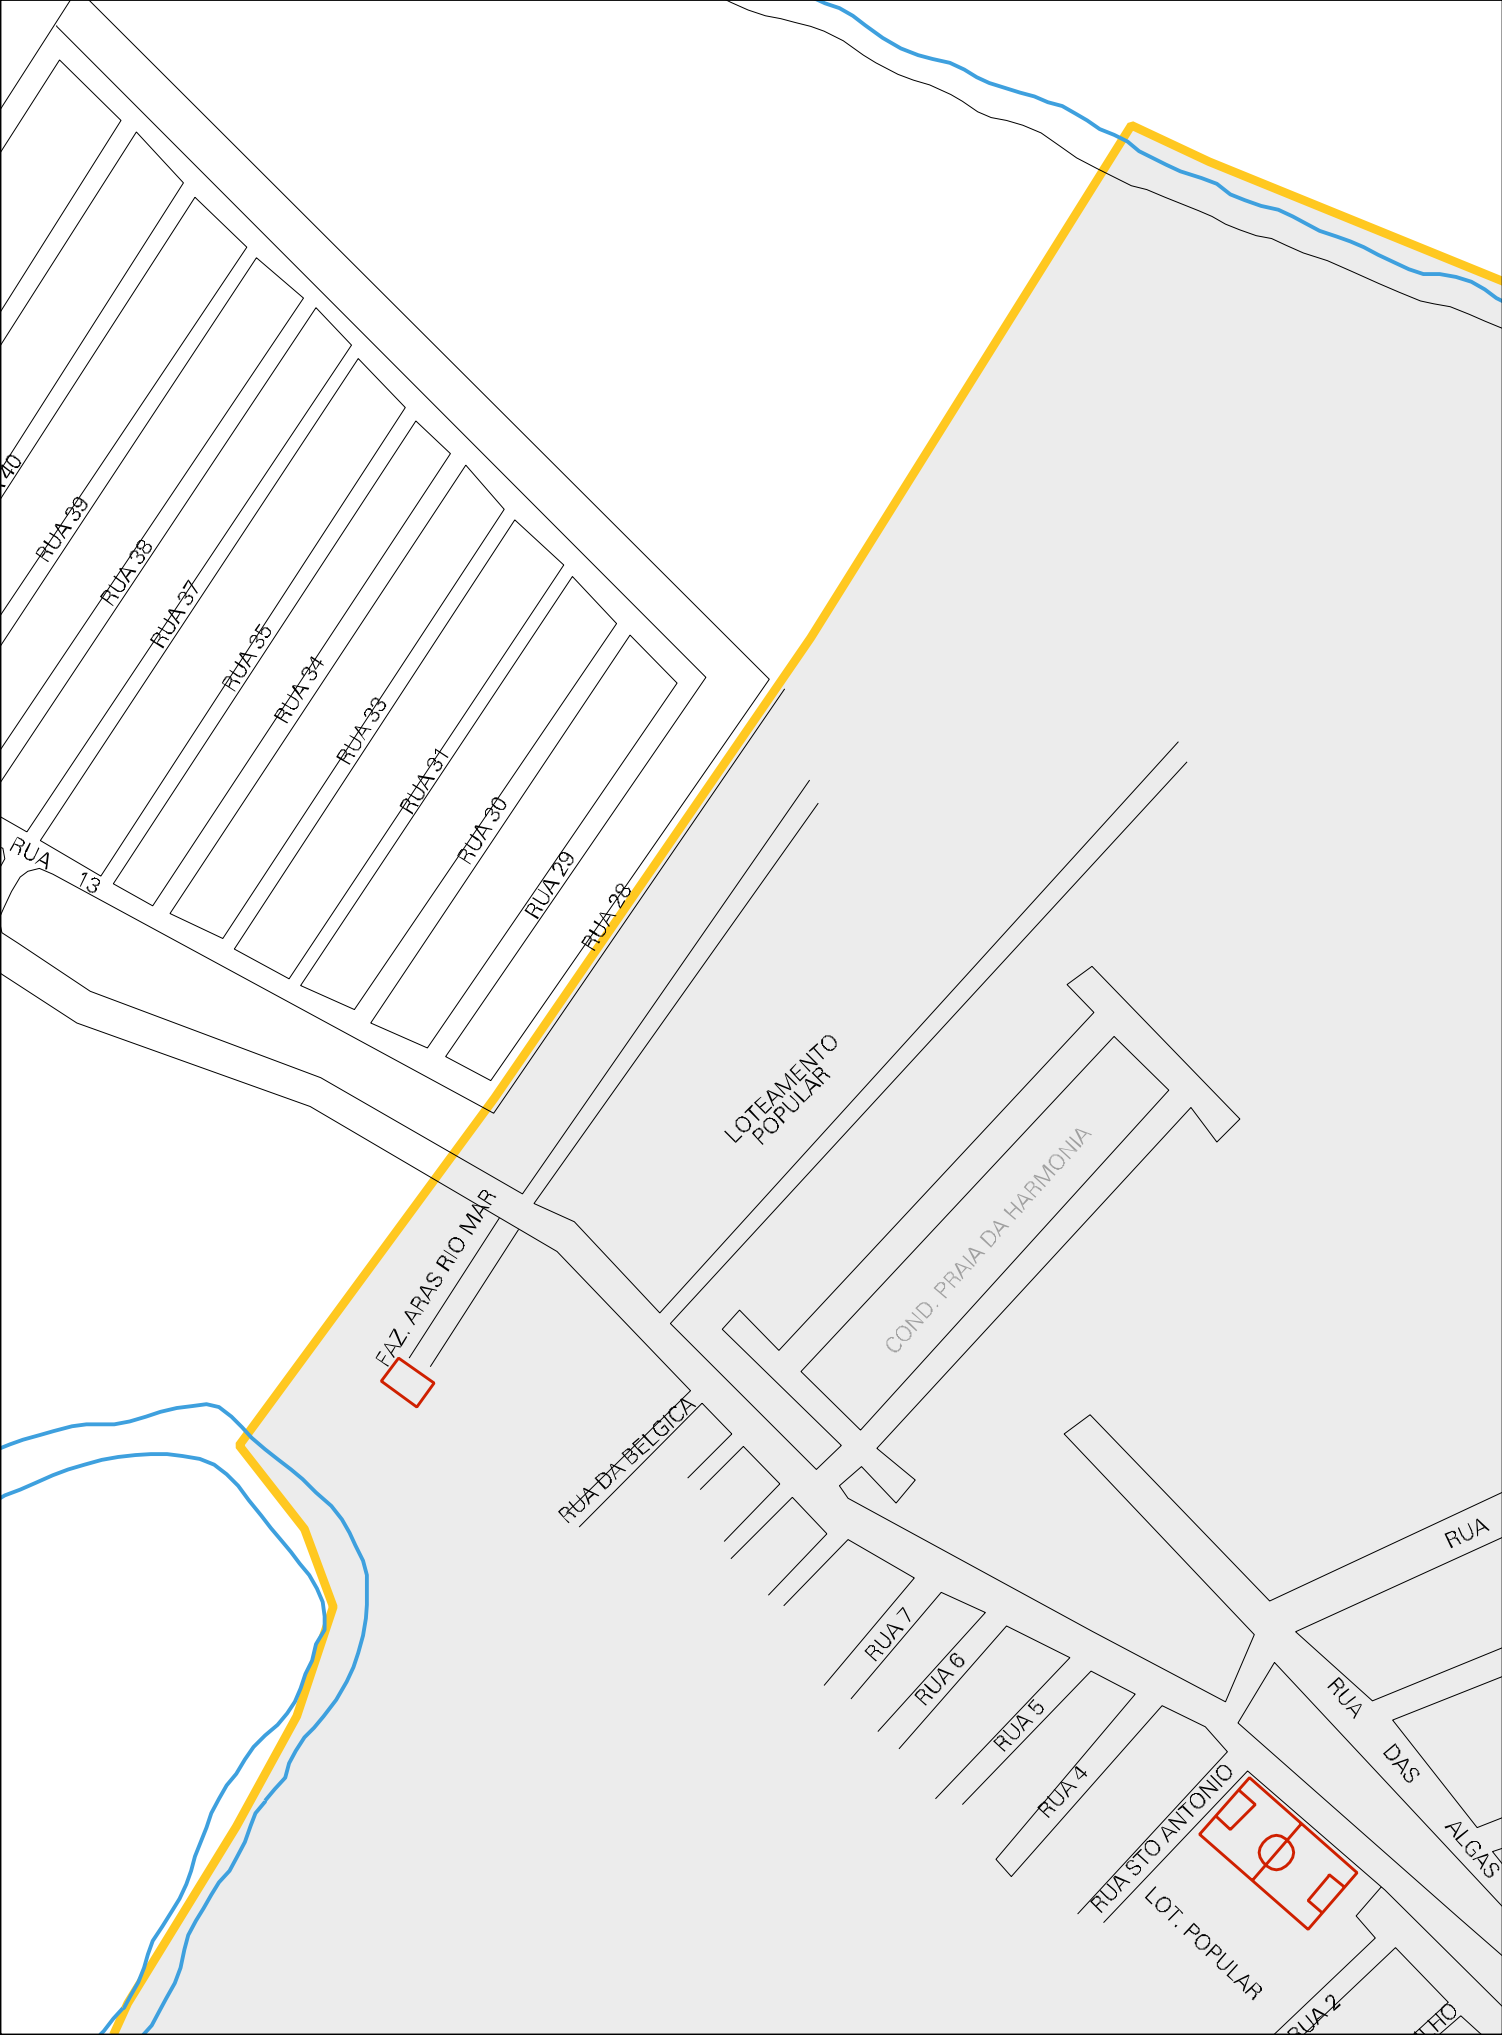 40
RUA 39
RUA 38
RUA 37
RUA 35
RUA 34
RUA 33
RUA 31
RUA 30
RUA 29
RUA 28
RUA 13
LOTEAMENTO
POPULAR
COND. PRAIA DA HARMONIA
FAZ. ARAS RIO MAR
RUA DA BELGICA
RUA
RUA 7
RUA 6
RUA 5
RUA 4
RUA DAS ALGAS
RUA STO ANTONIO
LOT. POPULAR
RUA 2
LHO